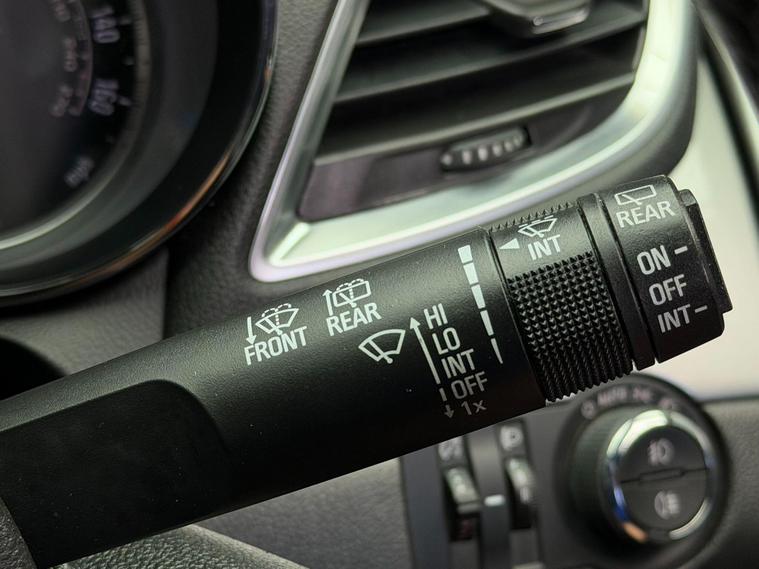 140
160
REAR
INT
ON
OFF
INT
FRONT
REAR
HI
LO
INT
OFF
1x